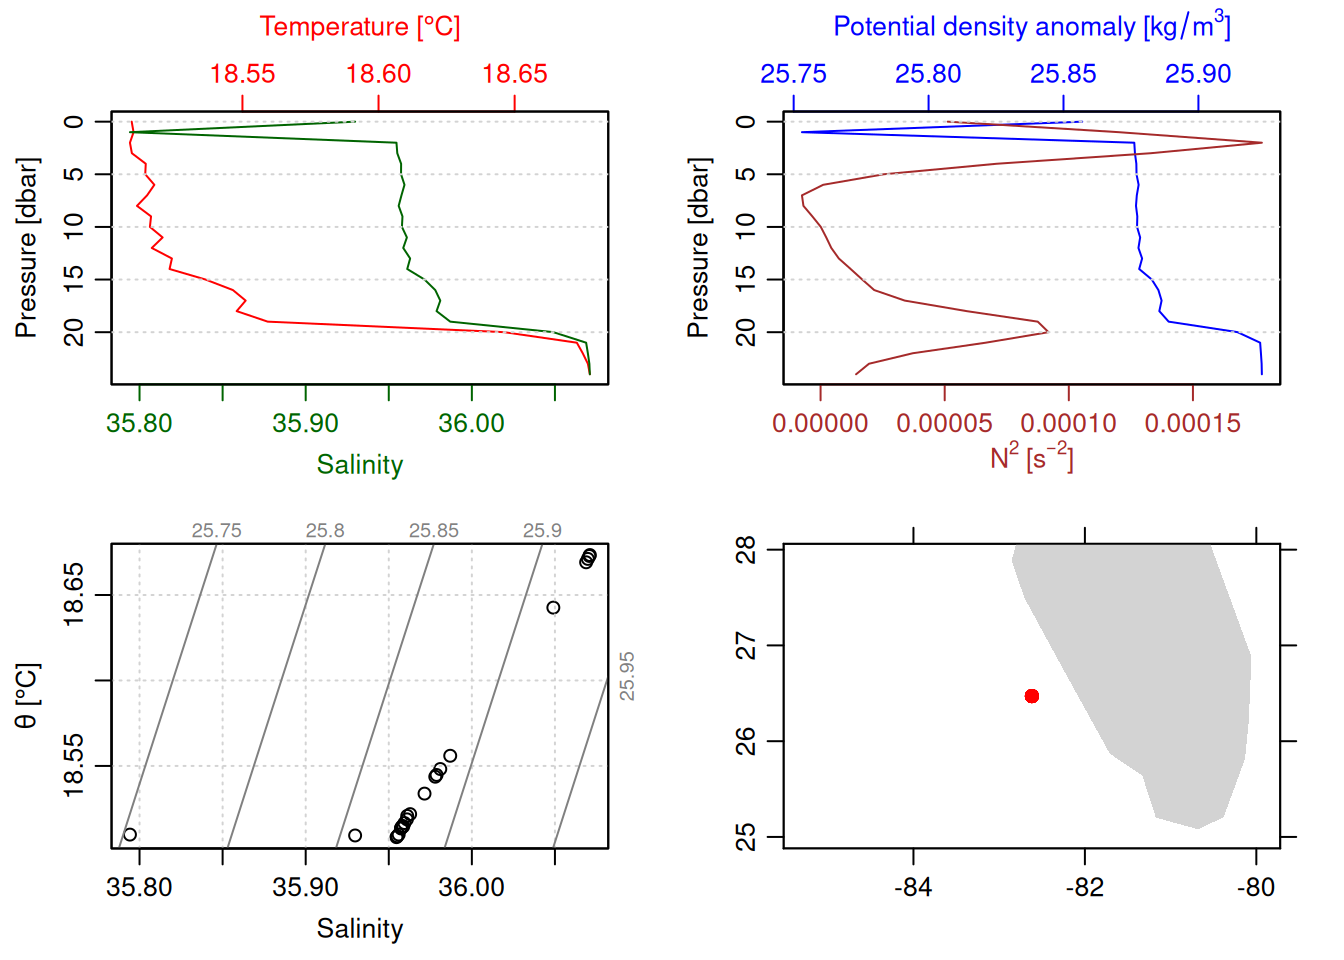 Temperature [°C]
18.55 18.60 18.65
Pressure [dbar]
0 5 10 15 20
35.80 35.90 36.00
Salinity
Potential density anomaly [kg/m³]
25.75 25.80 25.85 25.90
Pressure [dbar]
0 5 10 15 20
0.00000 0.00005 0.00010 0.00015
N² [s⁻²]
25.75 25.8 25.85 25.9
25.95
θ [°C]
18.65
18.55
35.80 35.90 36.00
Salinity
28
27
26
25
-84 -82 -80